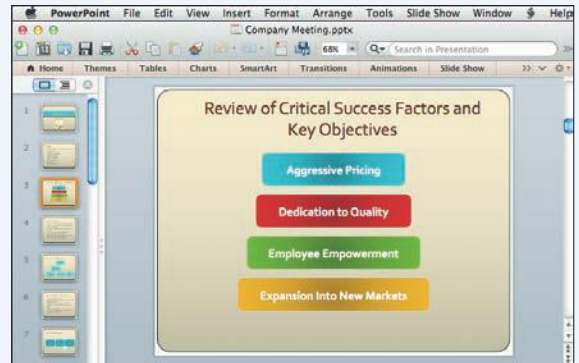 PowerPoint File Edit View Insert Format Arrange Tools Slide Show Window Help
Company Meeting.pptx
68% Search in Presentation
Home Themes Tables Charts SmartArt Transitions Animations Slide Show
1
2
3
4
5
6
7
Review of Critical Success Factors and
Key Objectives
Aggressive Pricing
Dedication to Quality
Employee Empowerment
Expansion Into New Markets